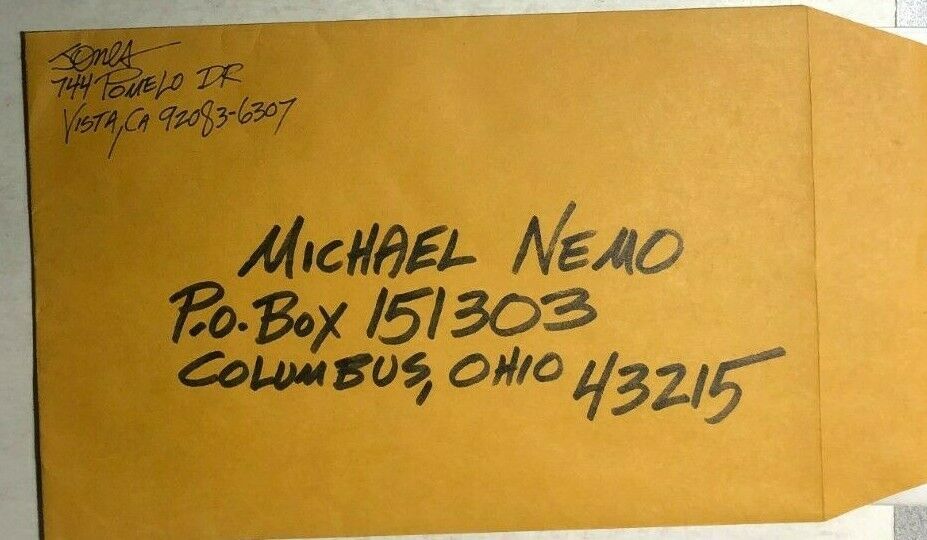 Jones
744 Pomelo DR
Vista, CA 92083-6307
Michael Nemo
P.O. Box 151303
Columbus, Ohio 43215